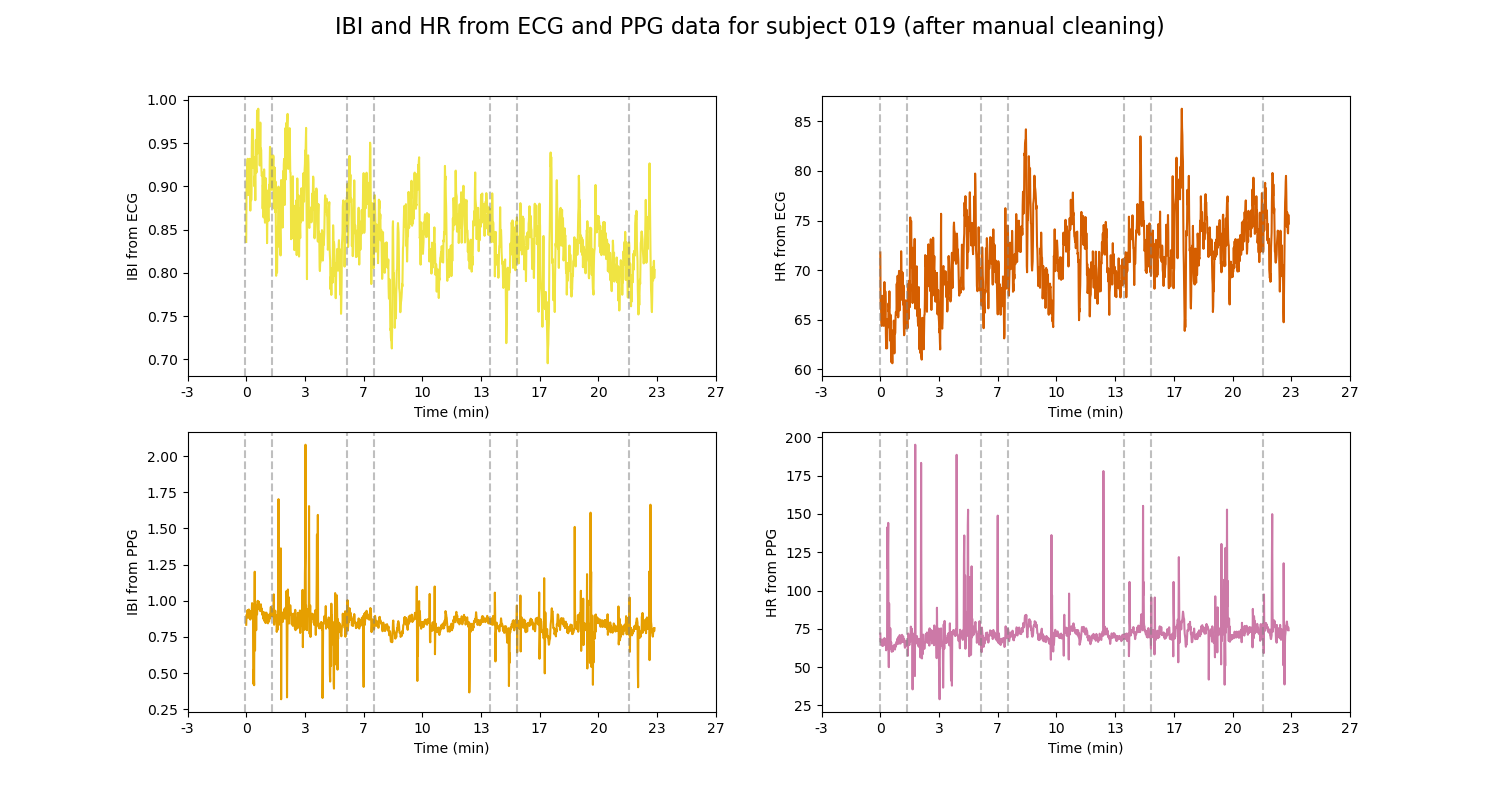 IBI and HR from ECG and PPG data for subject 019 (after manual cleaning)
1.00
0.95
0.90
0.85
0.80
0.75
0.70
IBI from ECG
-3 0 3 7 10 13 17 20 23 27
Time (min)
85
80
75
70
65
60
HR from ECG
-3 0 3 7 10 13 17 20 23 27
Time (min)
2.00
1.75
1.50
1.25
1.00
0.75
0.50
0.25
IBI from PPG
-3 0 3 7 10 13 17 20 23 27
Time (min)
200
175
150
125
100
75
50
25
HR from PPG
-3 0 3 7 10 13 17 20 23 27
Time (min)